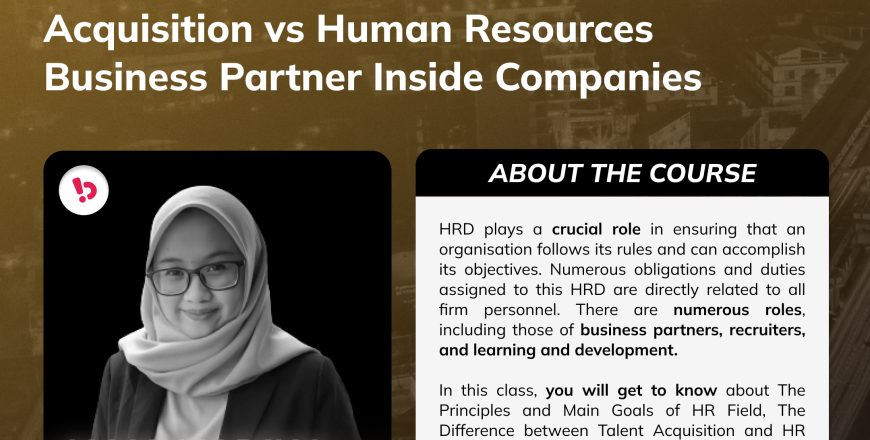 Acquisition vs Human Resources
Business Partner Inside Companies
ABOUT THE COURSE
HRD plays a crucial role in ensuring that an
organisation follows its rules and can accomplish
its objectives. Numerous obligations and duties
assigned to this HRD are directly related to all
firm personnel. There are numerous roles,
including those of business partners, recruiters,
and learning and development.
In this class, you will get to know about The
Principles and Main Goals of HR Field, The
Difference between Talent Acquisition and HR